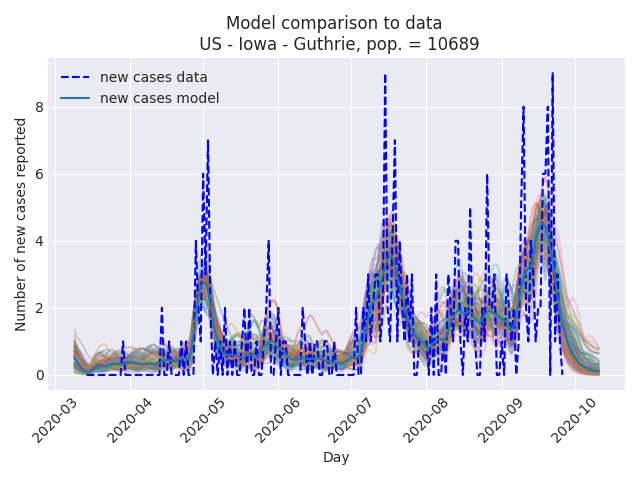 Model comparison to data
US - Iowa - Guthrie, pop. = 10689
new cases data
new cases model
Number of new cases reported
8
6
4
2
0
2020-03
2020-04
2020-05
2020-06
2020-07
2020-08
2020-09
2020-10
Day